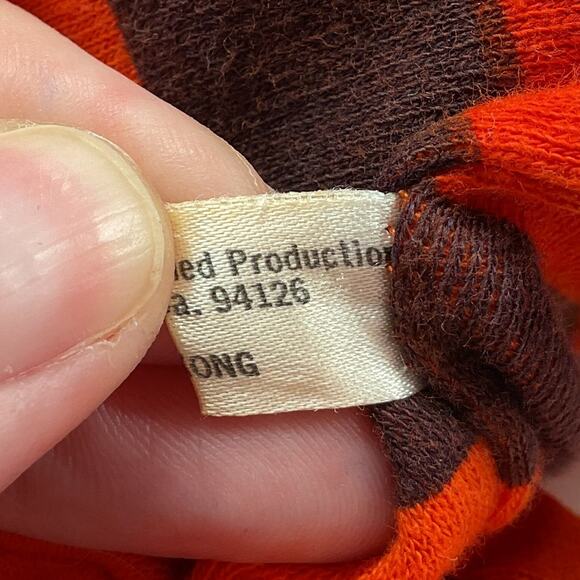 ied Production
a. 94126
ONG